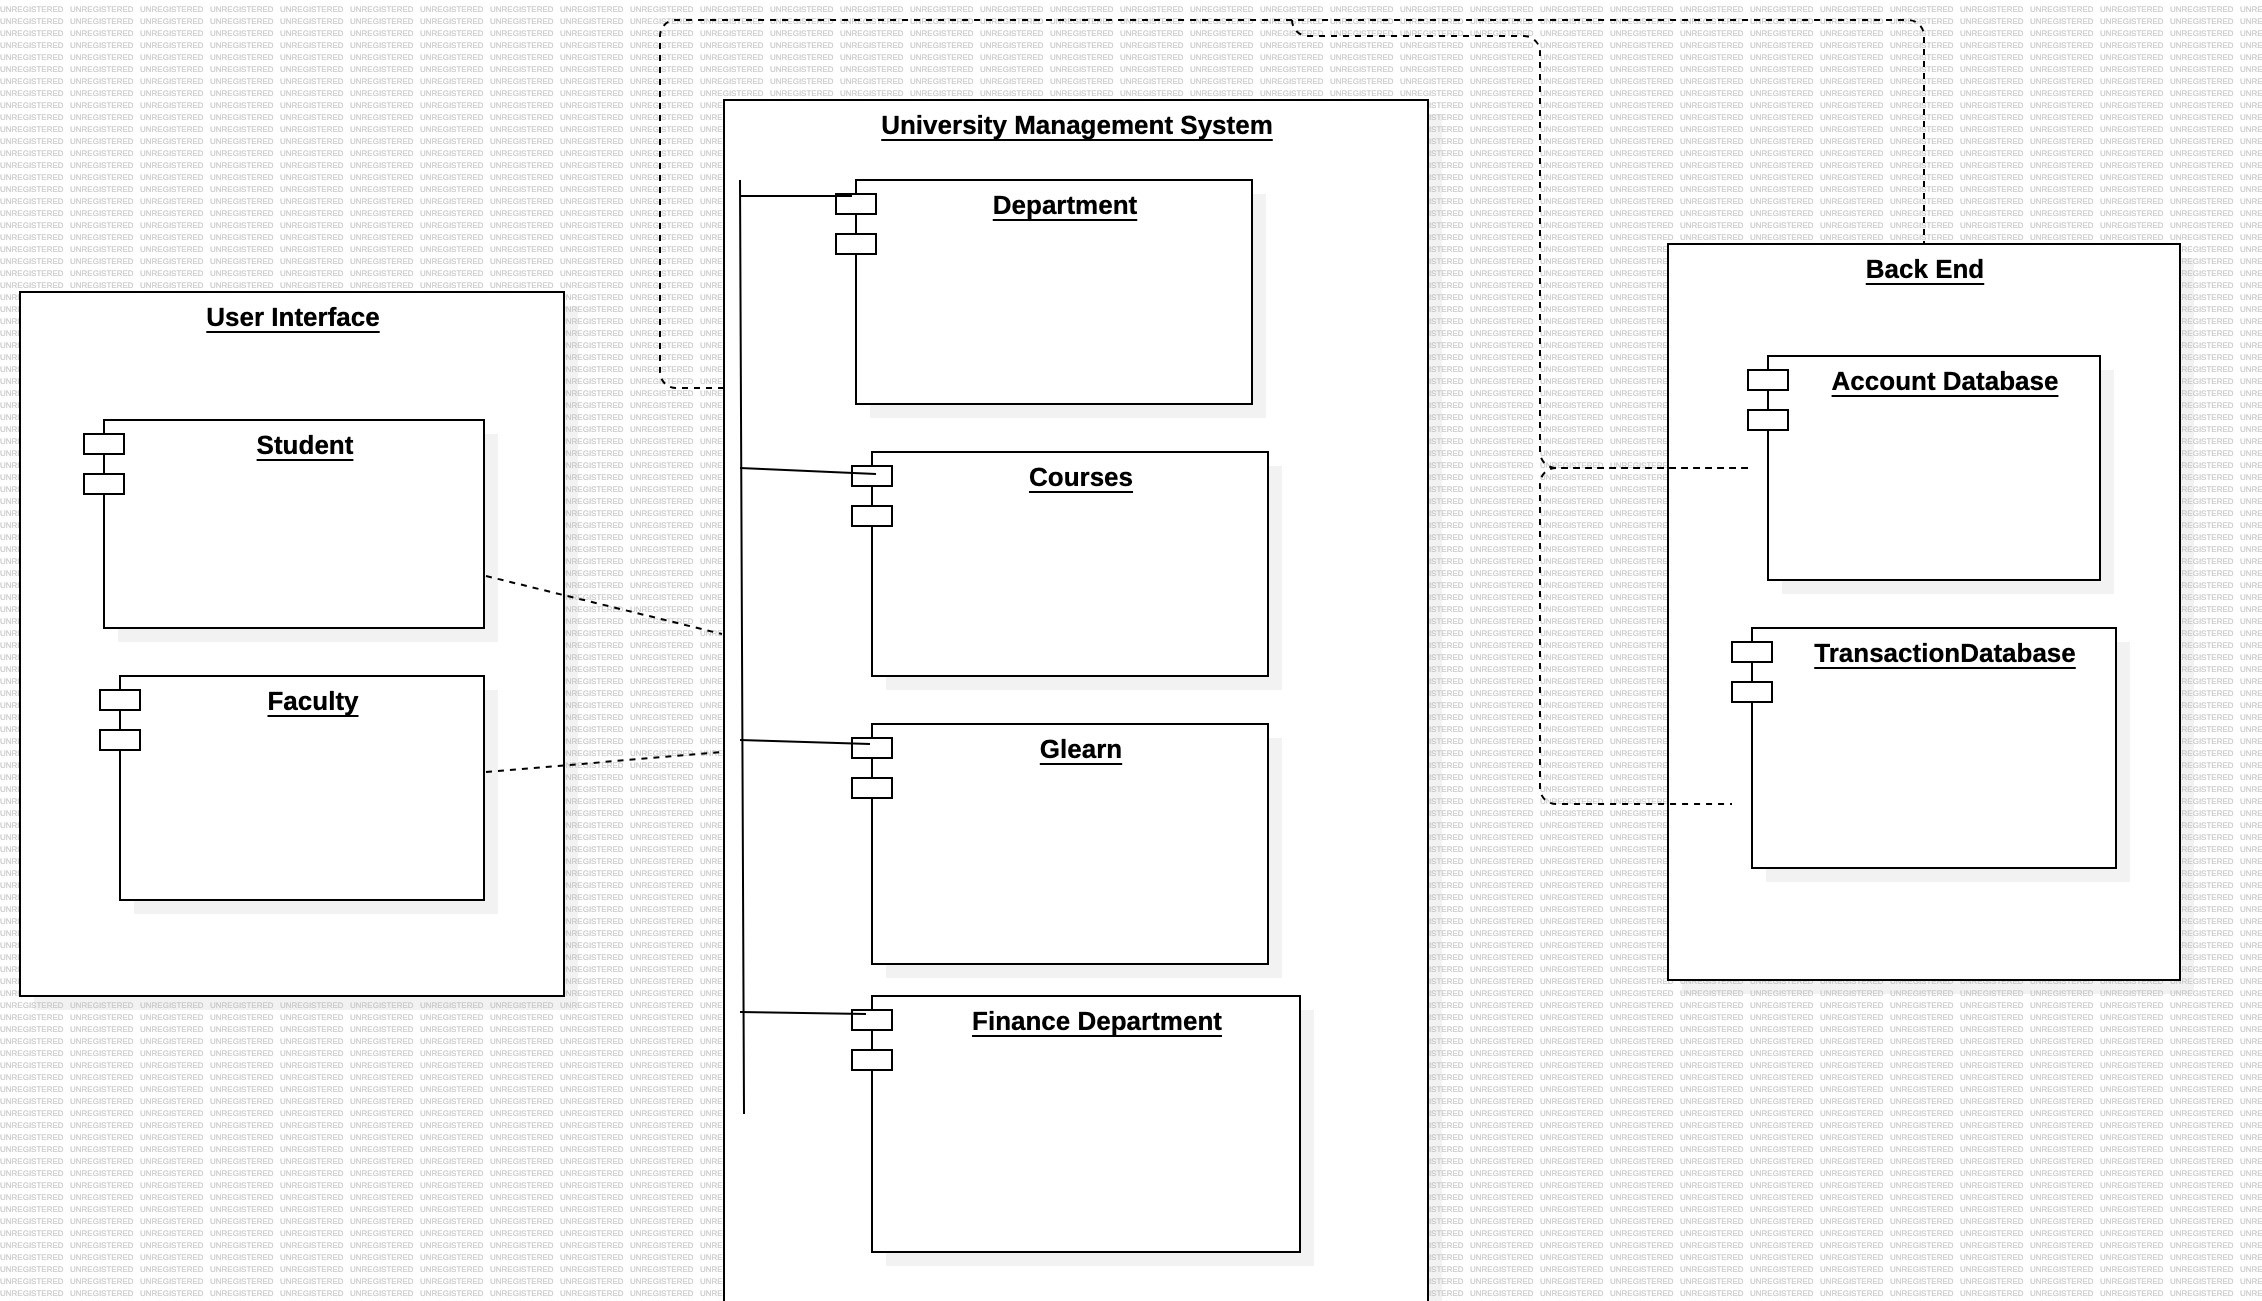 University Management System
Department
Back End
User Interface
Account Database
Student
Courses
TransactionDatabase
Faculty
Glearn
Finance Department
UNREGISTERED